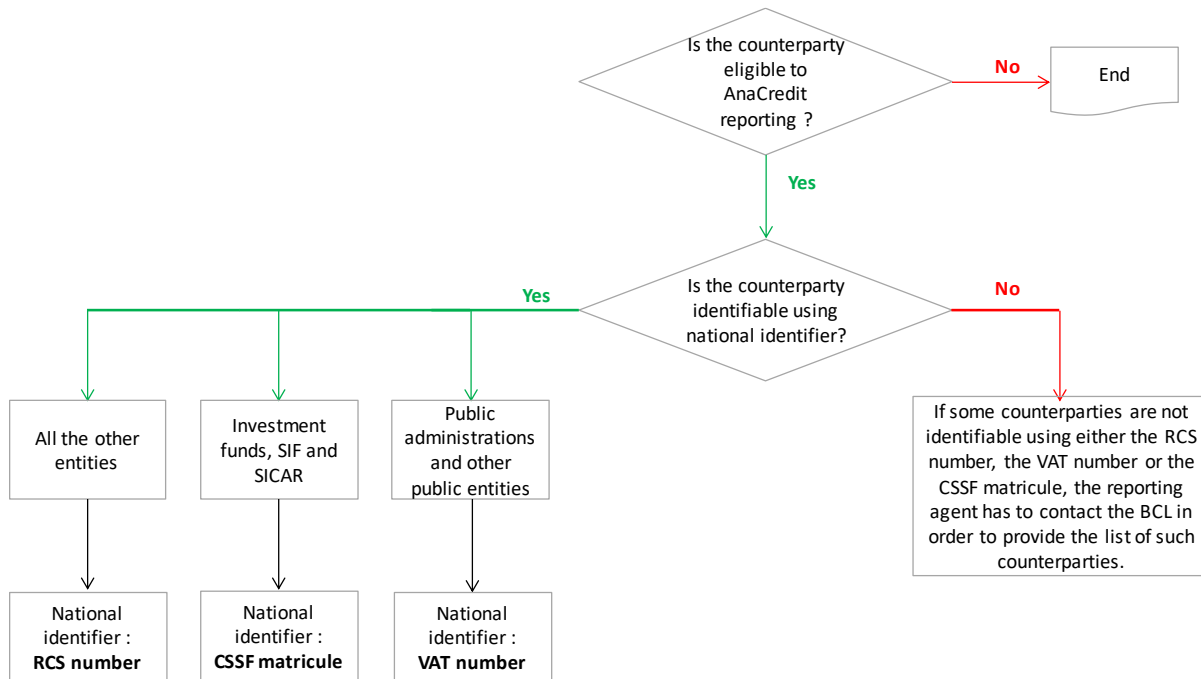 Is the counterparty
eligible to
AnaCredit
reporting ?
No
End
Yes
Is the counterparty
identifiable using
national identifier?
Yes
No
All the other
entities
Investment
funds, SIF and
SICAR
Public
administrations
and other
public entities
If some counterparties are not
identifiable using either the RCS
number, the VAT number or the
CSSF matricule, the reporting
agent has to contact the BCL in
order to provide the list of such
counterparties.
National
identifier :
RCS number
National
identifier :
CSSF matricule
National
identifier :
VAT number